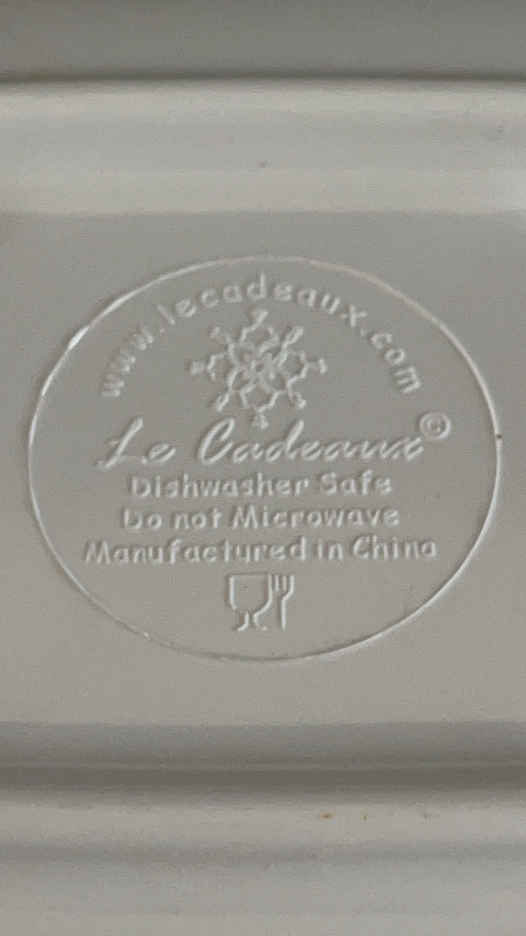 www.lecadeaux.com
Le Cadeaux©
Dishwasher Safe
Do not Microwave
Manufactured in China